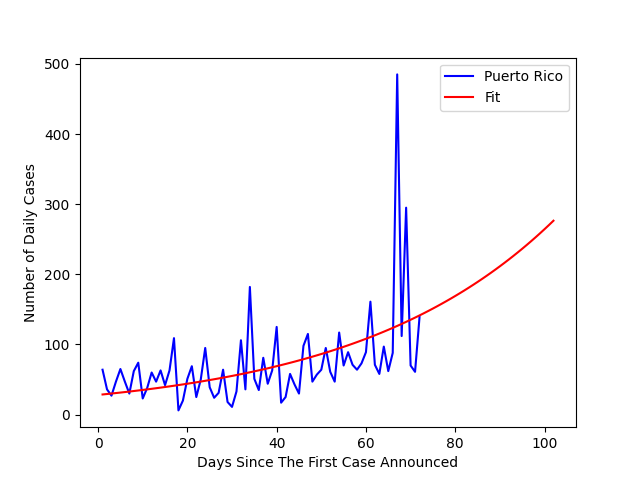 Puerto Rico
Fit
Number of Daily Cases
500
400
300
200
100
0
0 20 40 60 80 100
Days Since The First Case Announced